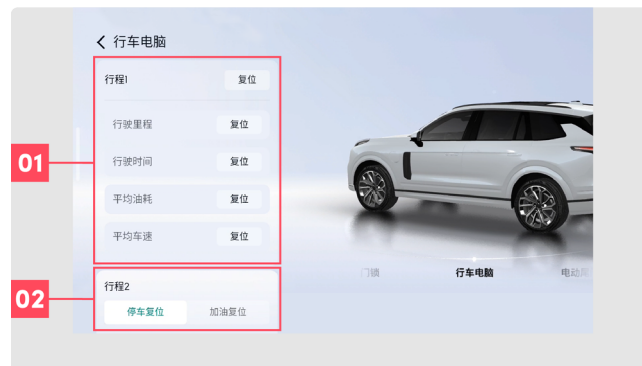 行车电脑
行程1 复位
行驶里程 复位
01
行驶时间 复位
平均油耗 复位
平均车速 复位
门锁 行车电脑 电动
02
行程2
停车复位 加油复位